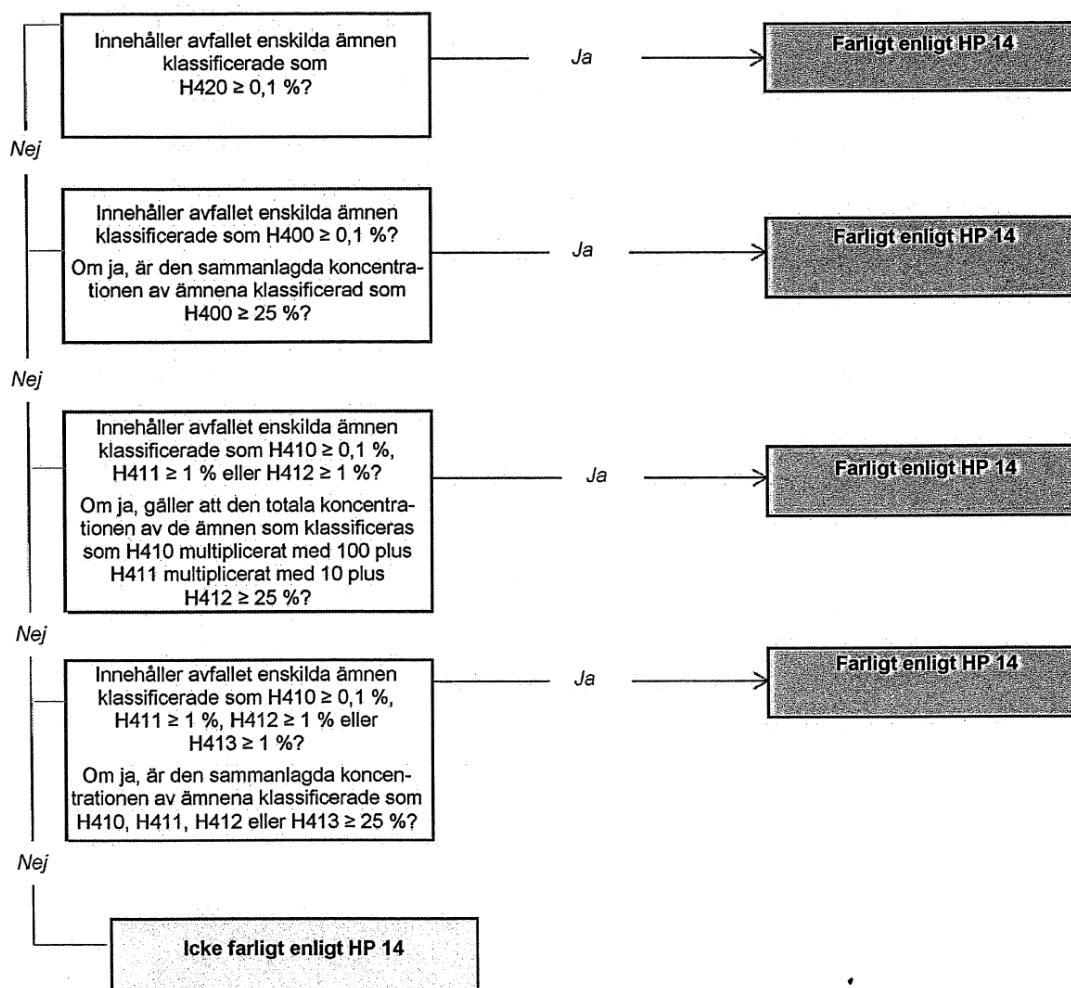 Innehåller avfallet enskilda ämnen
klassificerade som
H420 ≥ 0,1 %?
Ja
Farligt enligt HP 14
Nej
Innehåller avfallet enskilda ämnen
klassificerade som H400 ≥ 0,1 %?
Om ja, är den sammanlagda koncentra-
tionen av ämnena klassificerad som
H400 ≥ 25 %?
Ja
Farligt enligt HP 14
Nej
Innehåller avfallet enskilda ämnen
klassificerade som H410 ≥ 0,1 %,
H411 ≥ 1 % eller H412 ≥ 1 %?
Om ja, gäller att den totala koncentra-
tionen av de ämnen som klassificeras
som H410 multiplicerat med 100 plus
H411 multiplicerat med 10 plus
H412 ≥ 25 %?
Ja
Farligt enligt HP 14
Nej
Innehåller avfallet enskilda ämnen
klassificerade som H410 ≥ 0,1 %,
H411 ≥ 1 %, H412 ≥ 1 % eller
H413 ≥ 1 %?
Om ja, är den sammanlagda koncen-
trationen av ämnena klassificerade som
H410, H411, H412 eller H413 ≥ 25 %?
Ja
Farligt enligt HP 14
Nej
Icke farligt enligt HP 14